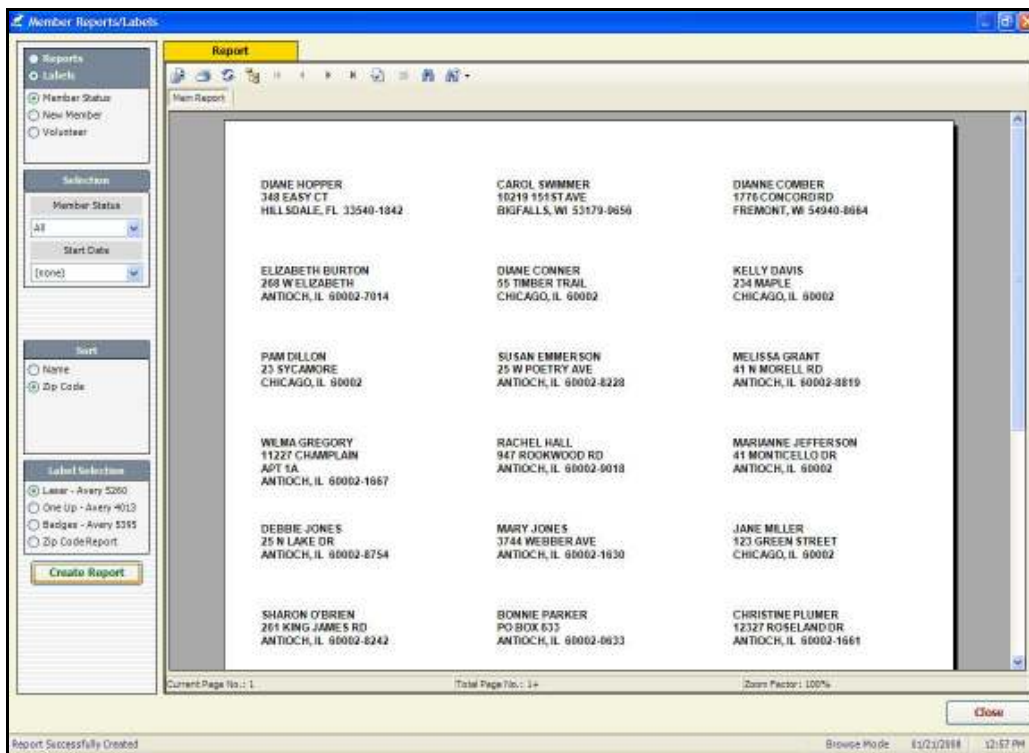 Member Reports/Labels
Reports
Labels
Member Status
New Member
Volunteer
Selection
Member Status
All
Start Date
(none)
Sort
Name
Zip Code
Label Selection
Laser - Avery 5260
One Up - Avery 4013
Badges - Avery 5395
Zip Code Report
Create Report
Report
Main Report
DIANE HOPPER
348 EASY CT
HILLSDALE, FL 33540-1842
CAROL SWIMMER
10219 151ST AVE
BIGFALLS, WI 53179-9656
DIANNE COMBER
1776 CONCORD RD
FREMONT, WI 54940-8664
ELIZABETH BURTON
268 W ELIZABETH
ANTIOCH, IL 60002-7014
DIANE CONNER
55 TIMBER TRAIL
CHICAGO, IL 60002
KELLY DAVIS
234 MAPLE
CHICAGO, IL 60002
PAM DILLON
23 SYCAMORE
CHICAGO, IL 60002
SUSAN EMMERSON
25 W POETRY AVE
ANTIOCH, IL 60002-8228
MELISSA GRANT
41 N MORELL RD
ANTIOCH, IL 60002-8819
WILMA GREGORY
11227 CHAMPLAIN
APT 1A
ANTIOCH, IL 60002-1667
RACHEL HALL
947 ROOKWOOD RD
ANTIOCH, IL 60002-9018
MARIANNE JEFFERSON
41 MONTICELLO DR
ANTIOCH, IL 60002
DEBBIE JONES
25 N LAKE DR
ANTIOCH, IL 60002-8754
MARY JONES
3744 WEBBER AVE
ANTIOCH, IL 60002-1630
JANE MILLER
123 GREEN STREET
CHICAGO, IL 60002
SHARON O'BRIEN
261 KING JAMES RD
ANTIOCH, IL 60002-8242
BONNIE PARKER
PO BOX 633
ANTIOCH, IL 60002-0633
CHRISTINE PLUMER
12327 ROSELAND DR
ANTIOCH, IL 60002-1661
Current Page No.: 1
Total Page No.: 1+
Zoom Factor: 100%
Close
Report Successfully Created
Browse Mode
01/21/2008
12:57 PM